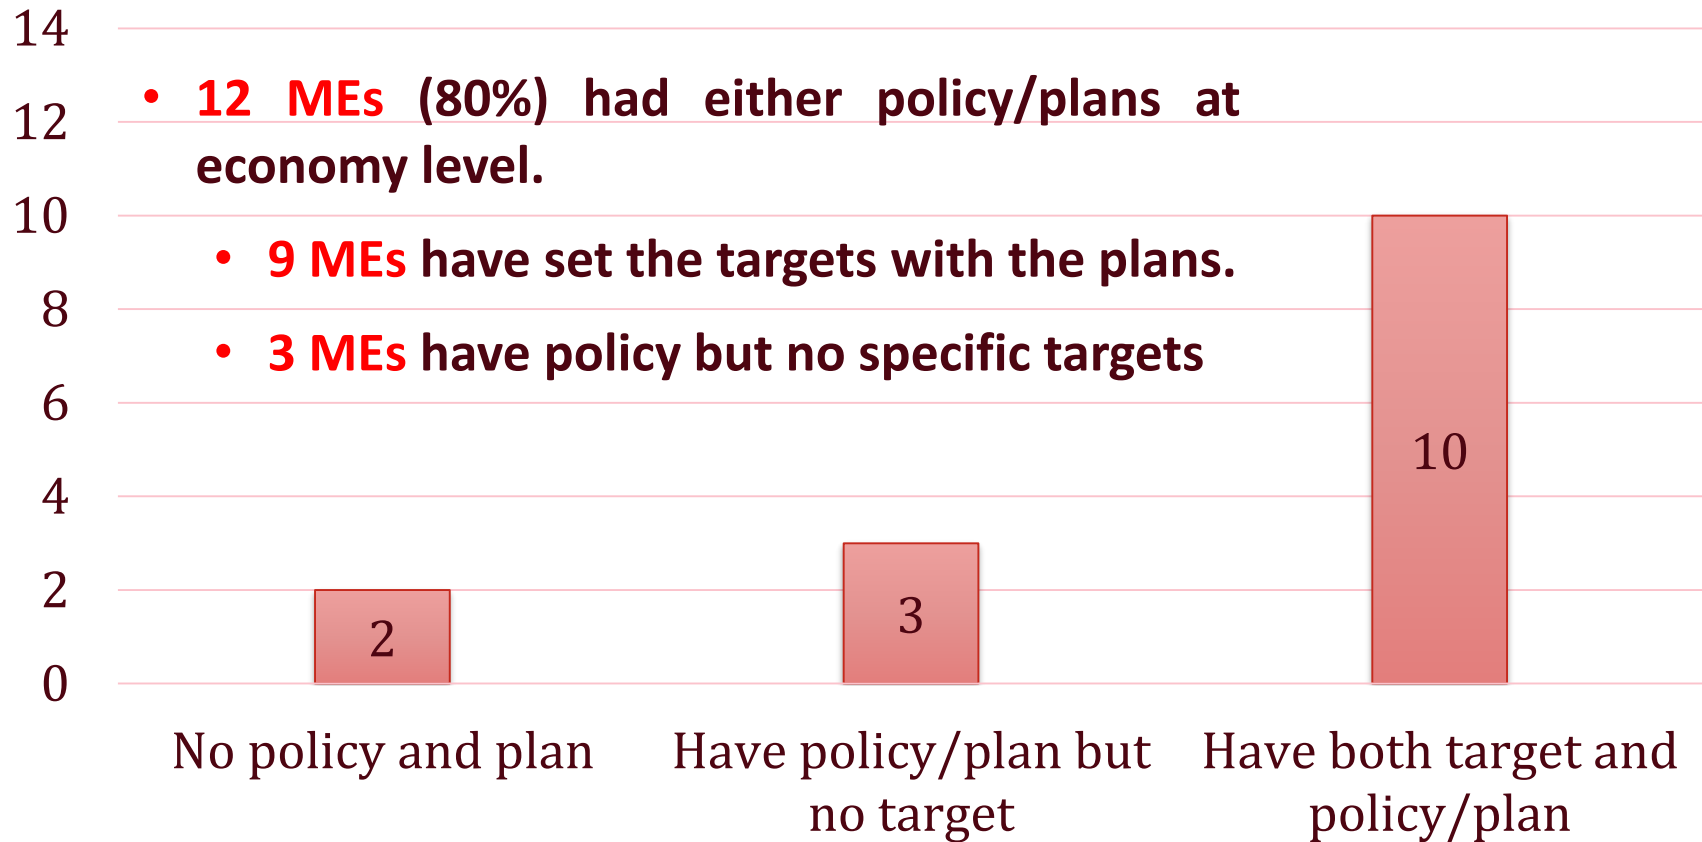 14
12
10
8
6
4
2
0
• 12 MEs (80%) had either policy/plans at
economy level.
• 9 MEs have set the targets with the plans.
• 3 MEs have policy but no specific targets
2
3
10
No policy and plan
Have policy/plan but
no target
Have both target and
policy/plan